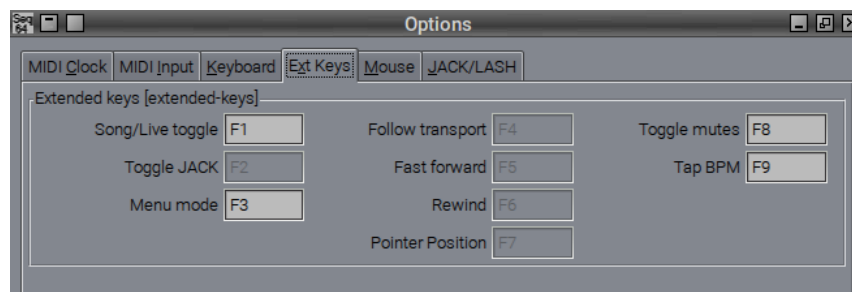 Seq 64
Options
MIDI Clock MIDI Input Keyboard Ext Keys Mouse JACK/LASH
Extended keys [extended-keys]
Song/Live toggle F1 Follow transport F4 Toggle mutes F8
Toggle JACK F2 Fast forward F5 Tap BPM F9
Menu mode F3 Rewind F6
Pointer Position F7